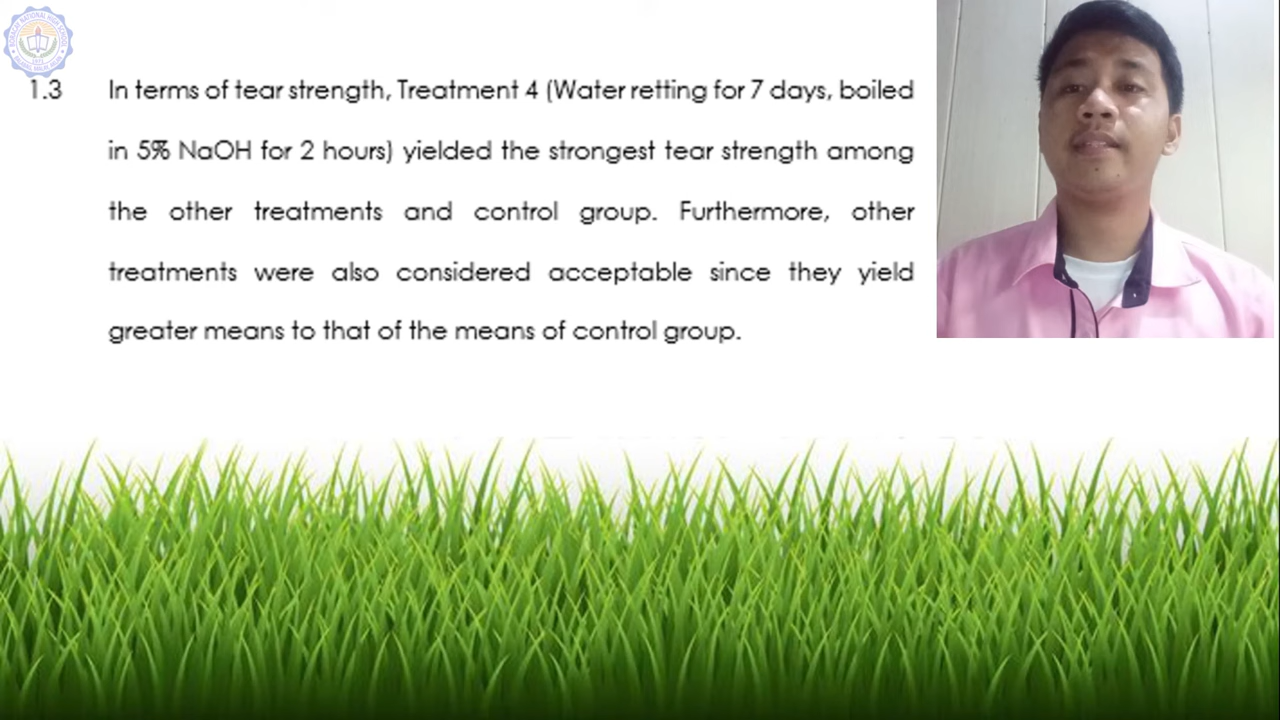 1.3 In terms of tear strength, Treatment 4 (Water retting for 7 days, boiled
in 5% NaOH for 2 hours) yielded the strongest tear strength among
the other treatments and control group. Furthermore, other
treatments were also considered acceptable since they yield
greater means to that of the means of control group.